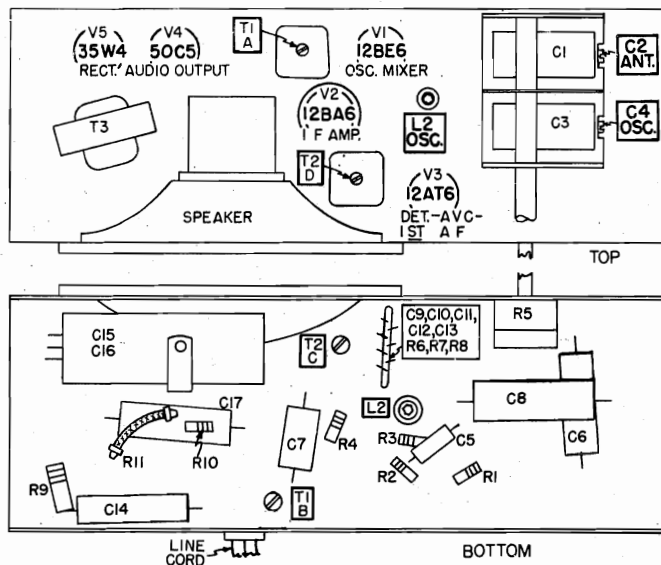 V5
35W4
RECT.
V4
50C5
AUDIO OUTPUT
T1
A
V1
12BE6
OSC. MIXER
C1
C2
ANT.
T3
V2
12BA6
I F AMP.
L2
OSC.
C3
C4
OSC.
T2
D
V3
12AT6
DET.-AVC-
1ST AF
SPEAKER
TOP
C15
C16
T2
C
C9,C10,C11,
C12,C13
R6,R7,R8
R5
C17
L2
C8
R11
R10
C7
R4
R3
C5
C6
R2
R1
R9
C14
T1
B
LINE
CORD
BOTTOM